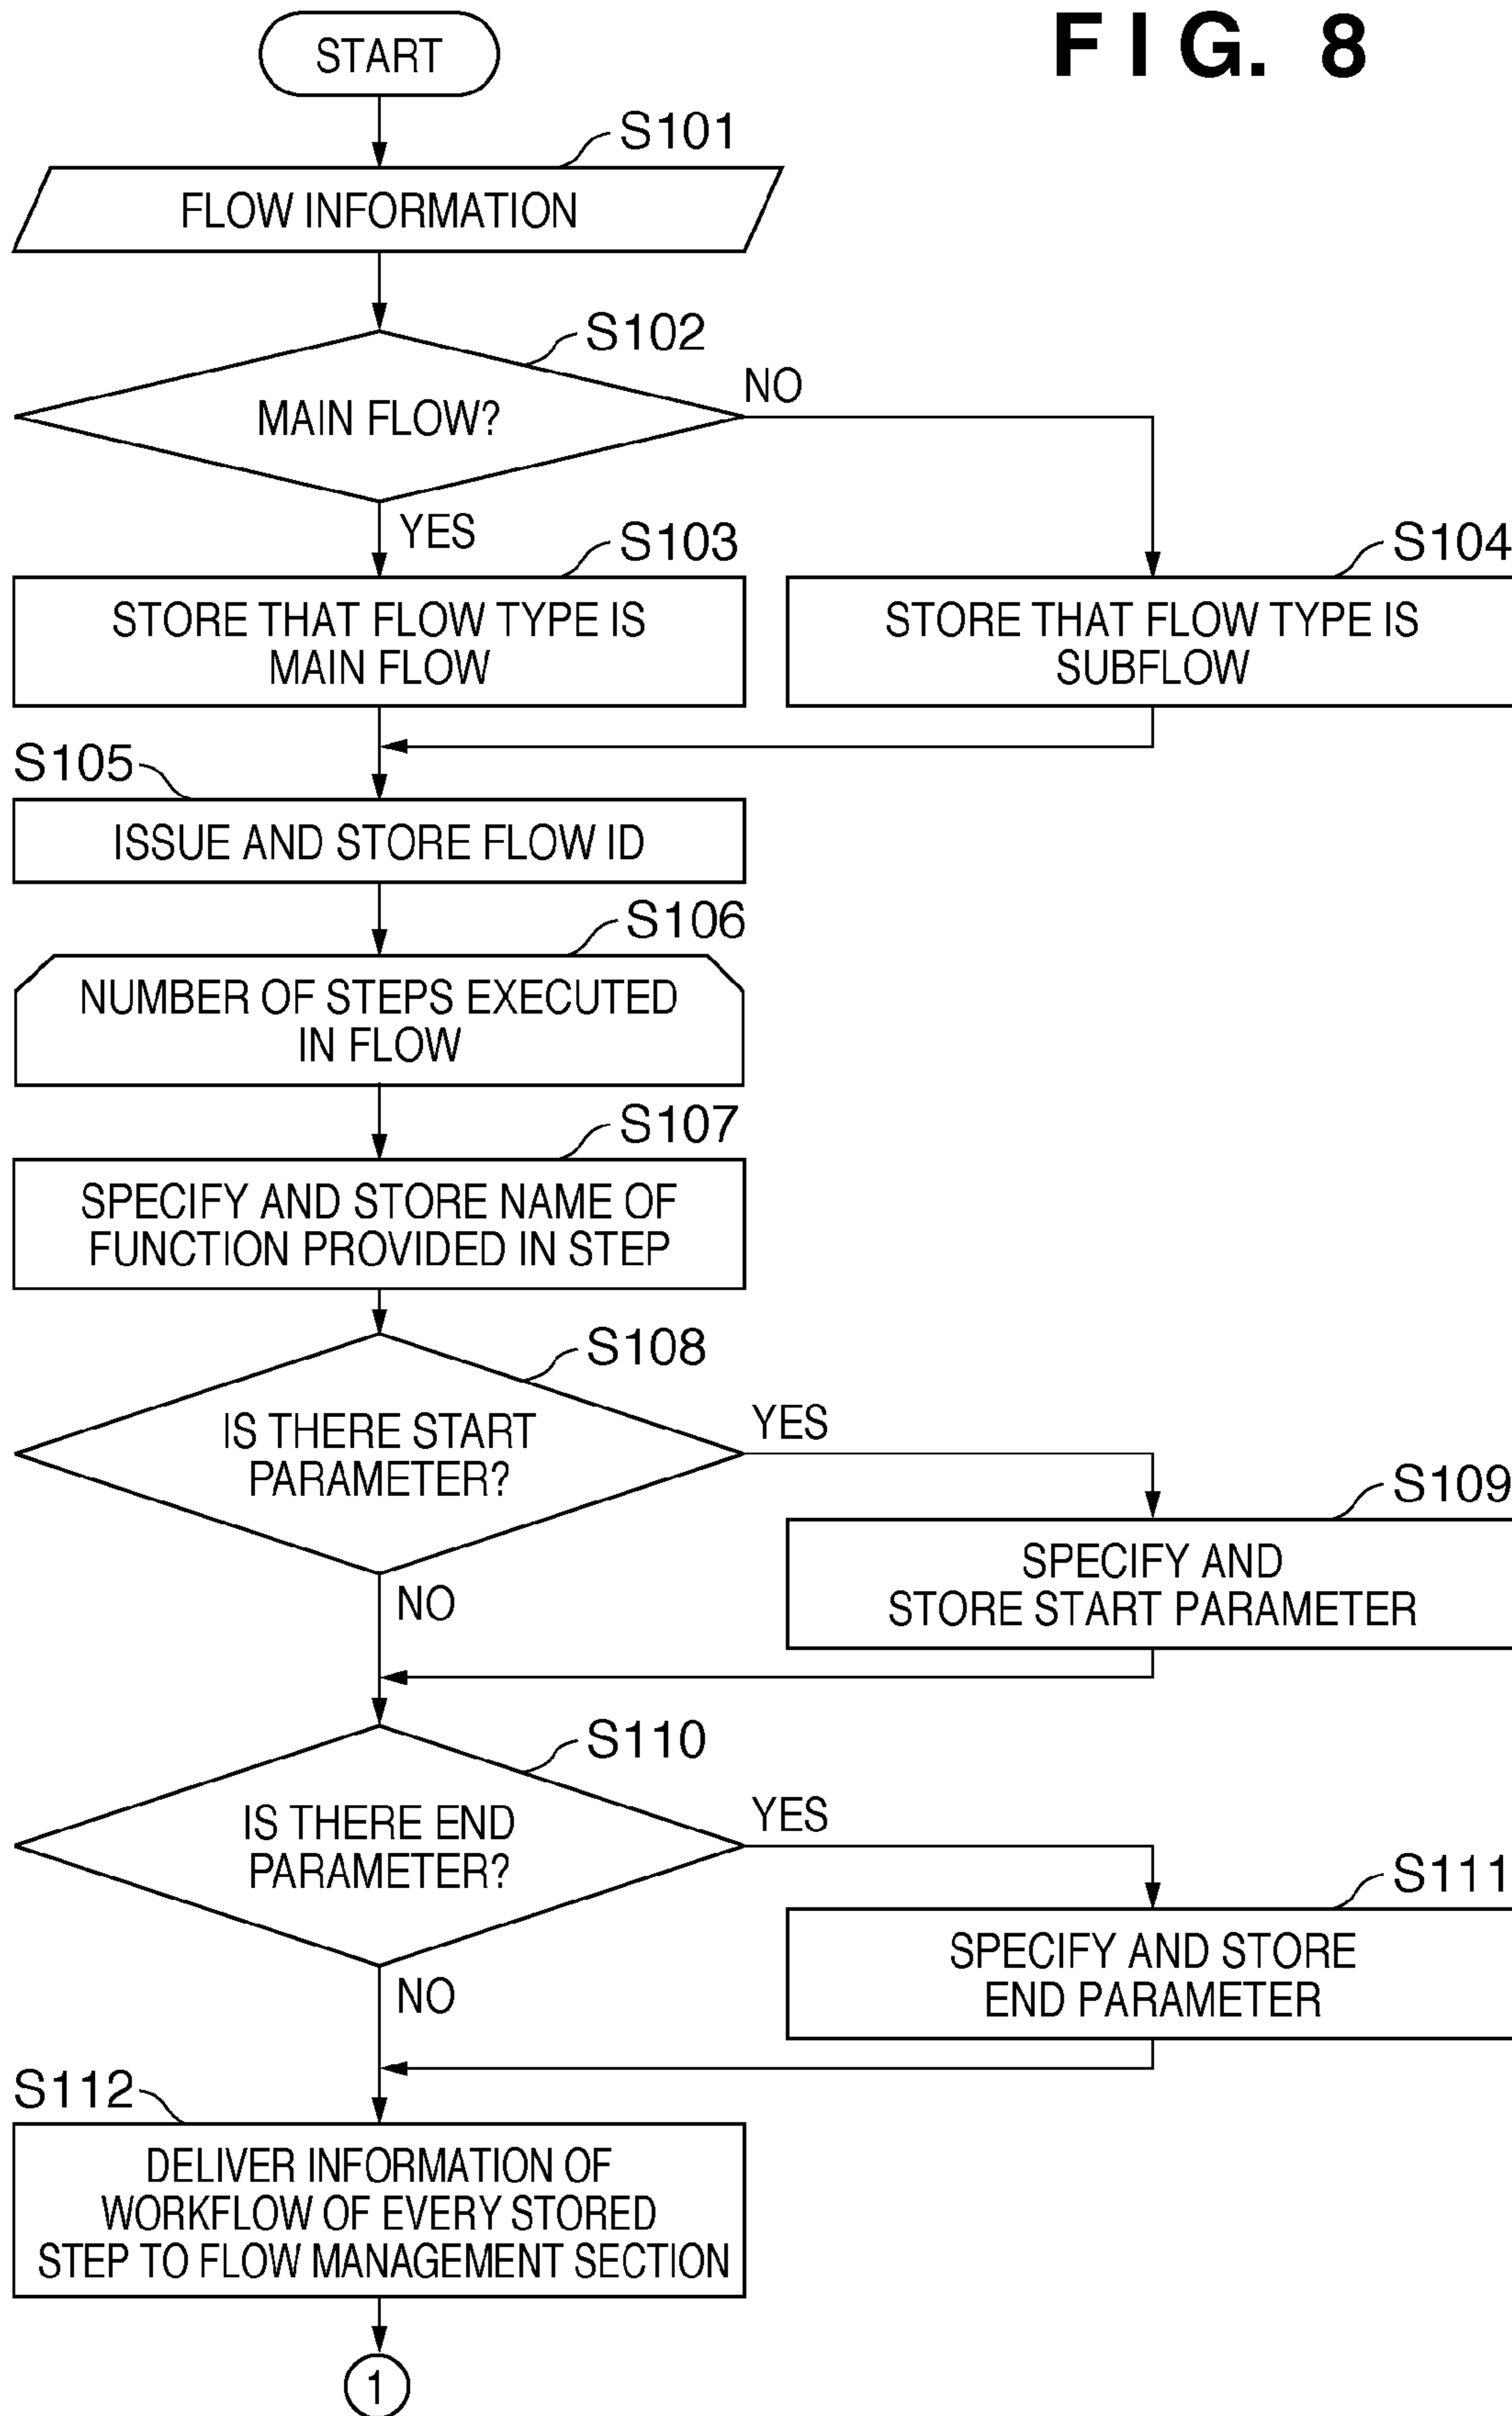 FIG. 8
START
S101
FLOW INFORMATION
S102
MAIN FLOW?
NO
YES
S103
STORE THAT FLOW TYPE IS
MAIN FLOW
S104
STORE THAT FLOW TYPE IS
SUBFLOW
S105
ISSUE AND STORE FLOW ID
S106
NUMBER OF STEPS EXECUTED
IN FLOW
S107
SPECIFY AND STORE NAME OF
FUNCTION PROVIDED IN STEP
S108
IS THERE START
PARAMETER?
YES
NO
S109
SPECIFY AND
STORE START PARAMETER
S110
IS THERE END
PARAMETER?
YES
NO
S111
SPECIFY AND STORE
END PARAMETER
S112
DELIVER INFORMATION OF
WORKFLOW OF EVERY STORED
STEP TO FLOW MANAGEMENT SECTION
1